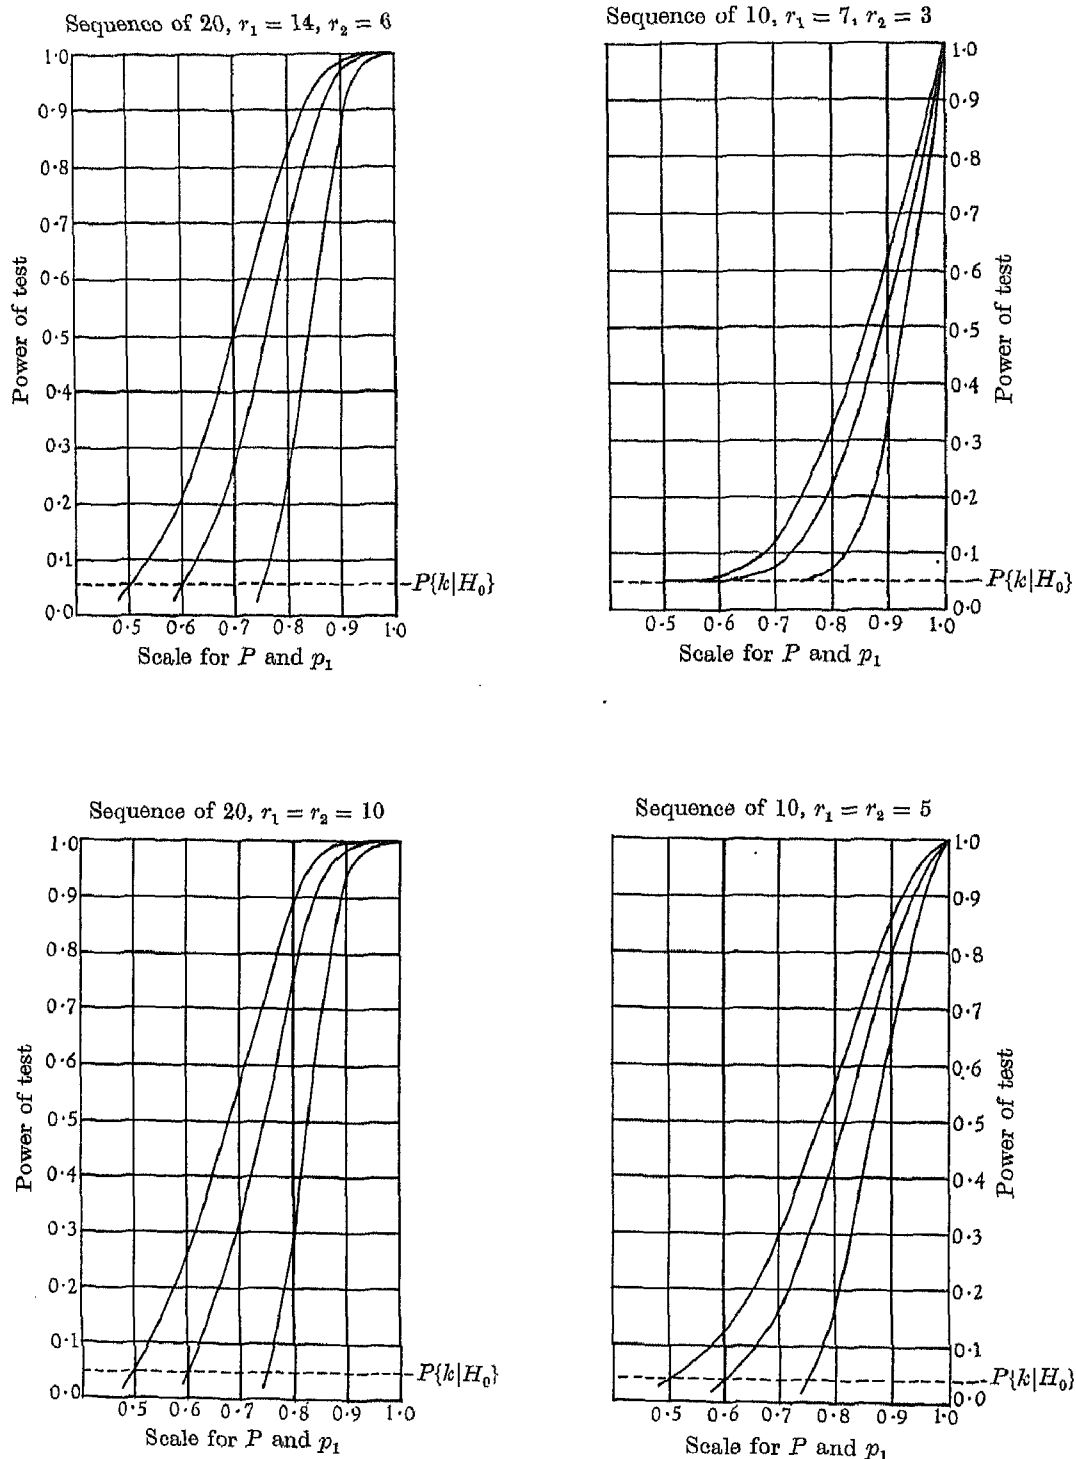 Sequence of 20, r₁ = 14, r₂ = 6
1·0
0·9
0·8
0·7
0·6
0·5
0·4
0·3
0·2
0·1
0·0
Power of test
P{k|H₀}
0·5 0·6 0·7 0·8 0·9 1·0
Scale for P and p₁
Sequence of 10, r₁ = 7, r₂ = 3
1·0
0·9
0·8
0·7
0·6
0·5
0·4
0·3
0·2
0·1
0·0
Power of test
P{k|H₀}
0·5 0·6 0·7 0·8 0·9 1·0
Scale for P and p₁
Sequence of 20, r₁ = r₂ = 10
1·0
0·9
0·8
0·7
0·6
0·5
0·4
0·3
0·2
0·1
0·0
Power of test
P{k|H₀}
0·5 0·6 0·7 0·8 0·9 1·0
Scale for P and p₁
Sequence of 10, r₁ = r₂ = 5
1·0
0·9
0·8
0·7
0·6
0·5
0·4
0·3
0·2
0·1
0·0
Power of test
P{k|H₀}
0·5 0·6 0·7 0·8 0·9 1·0
Scale for P and p₁